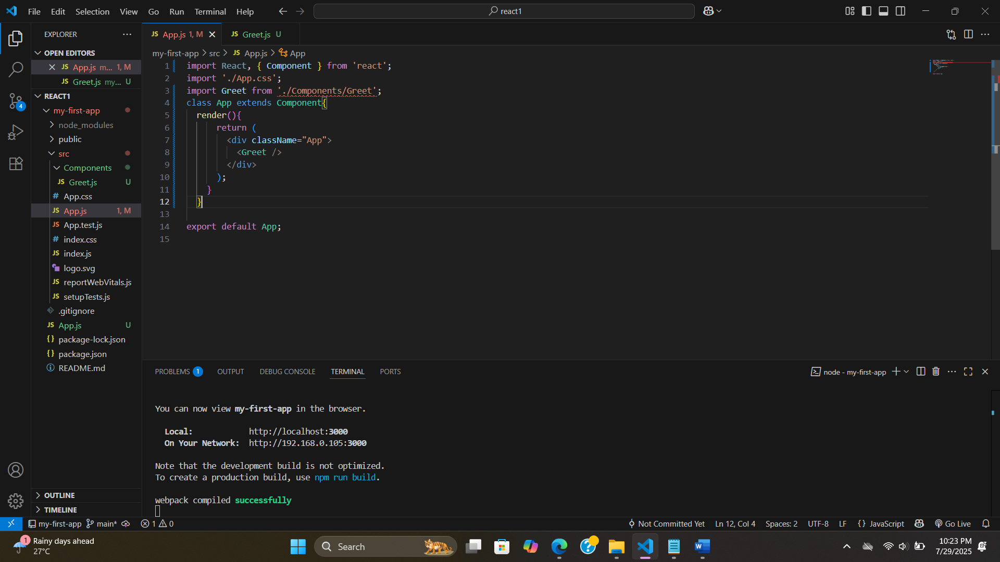 File Edit Selection View Go Run Terminal Help
react1
EXPLORER
OPEN EDITORS
App.js m... 1, M
Greet.js my... U
REACT1
my-first-app
node_modules
public
src
Components
Greet.js U
App.css
App.js 1, M
App.test.js
index.css
index.js
logo.svg
reportWebVitals.js
setupTests.js
.gitignore
App.js U
package-lock.json
package.json
README.md
OUTLINE
TIMELINE
App.js 1, M
Greet.js U
my-first-app > src > JS App.js > App
1 import React, { Component } from 'react';
2 import './App.css';
3 import Greet from './Components/Greet';
4 class App extends Component{
5 render(){
6 return (
7 <div className="App">
8 <Greet />
9 </div>
10 );
11 }
12 }
13
14 export default App;
15
PROBLEMS 1 OUTPUT DEBUG CONSOLE TERMINAL PORTS
node - my-first-app
You can now view my-first-app in the browser.
Local: http://localhost:3000
On Your Network: http://192.168.0.105:3000
Note that the development build is not optimized.
To create a production build, use npm run build.
webpack compiled successfully
my-first-app main* 1 0
Not Committed Yet Ln 12, Col 4 Spaces: 2 UTF-8 LF {} JavaScript Go Live
1
Rainy days ahead
27°C
Search
10:23 PM
7/29/2025